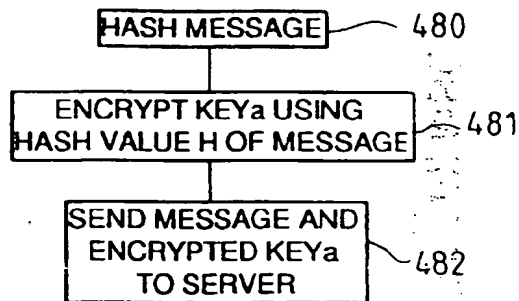 HASH MESSAGE 480
ENCRYPT KEYa USING
HASH VALUE H OF MESSAGE 481
SEND MESSAGE AND
ENCRYPTED KEYa
TO SERVER 482